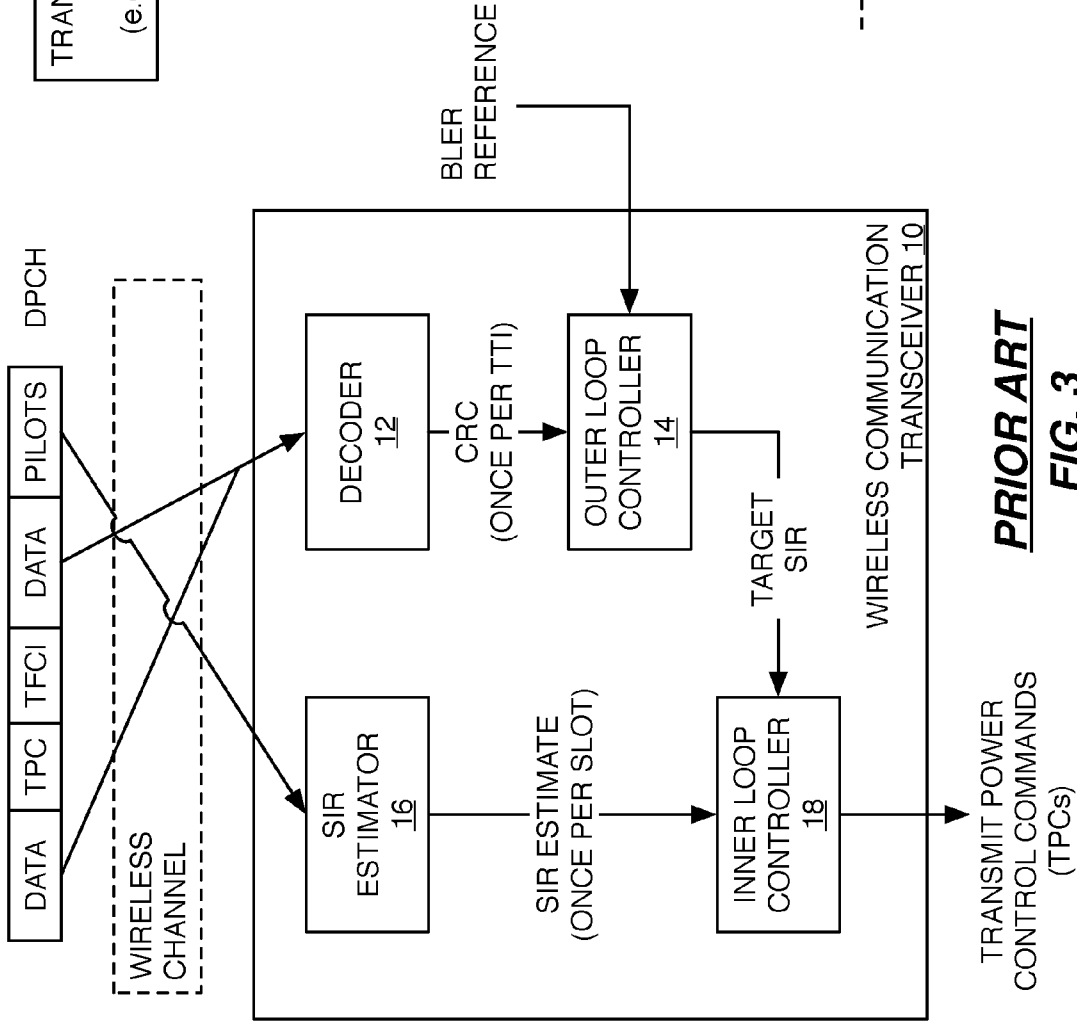 DATA TPC TFCI DATA PILOTS DPCH
WIRELESS
CHANNEL
SIR
ESTIMATOR
16
DECODER
12
SIR ESTIMATE
(ONCE PER SLOT)
CRC
(ONCE PER TTI)
BLER
REFERENCE
OUTER LOOP
CONTROLLER
14
TARGET
SIR
INNER LOOP
CONTROLLER
18
WIRELESS COMMUNICATION
TRANSCEIVER 10
TRANSMIT POWER
CONTROL COMMANDS
(TPCs)
PRIOR ART
FIG. 3